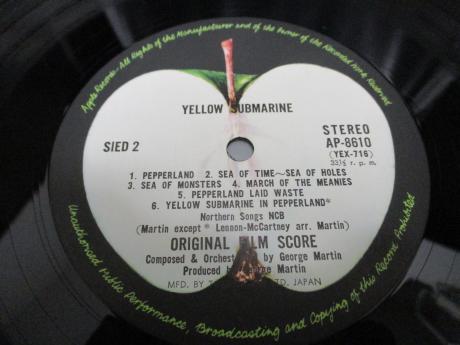 Apple Records - All Rights of the Manufacturer and of the Owner of the Recorded Work Reserved
YELLOW SUBMARINE
SIED 2
STEREO
AP-8610
(YEX-716)
33⅓ r. p. m.
1. PEPPERLAND 2. SEA OF TIME~SEA OF HOLES
3. SEA OF MONSTERS 4. MARCH OF THE MEANIES
5. PEPPERLAND LAID WASTE
6. YELLOW SUBMARINE IN PEPPERLAND*
Northern Songs NCB
(Martin except * Lennon-McCartney arr. Martin)
ORIGINAL FILM SCORE
Composed & Orchest by George Martin
Produced George Martin
MFD. BY T LTD. JAPAN
Unauthorised Public Performance, Broadcasting and Copying of this Record Prohibited